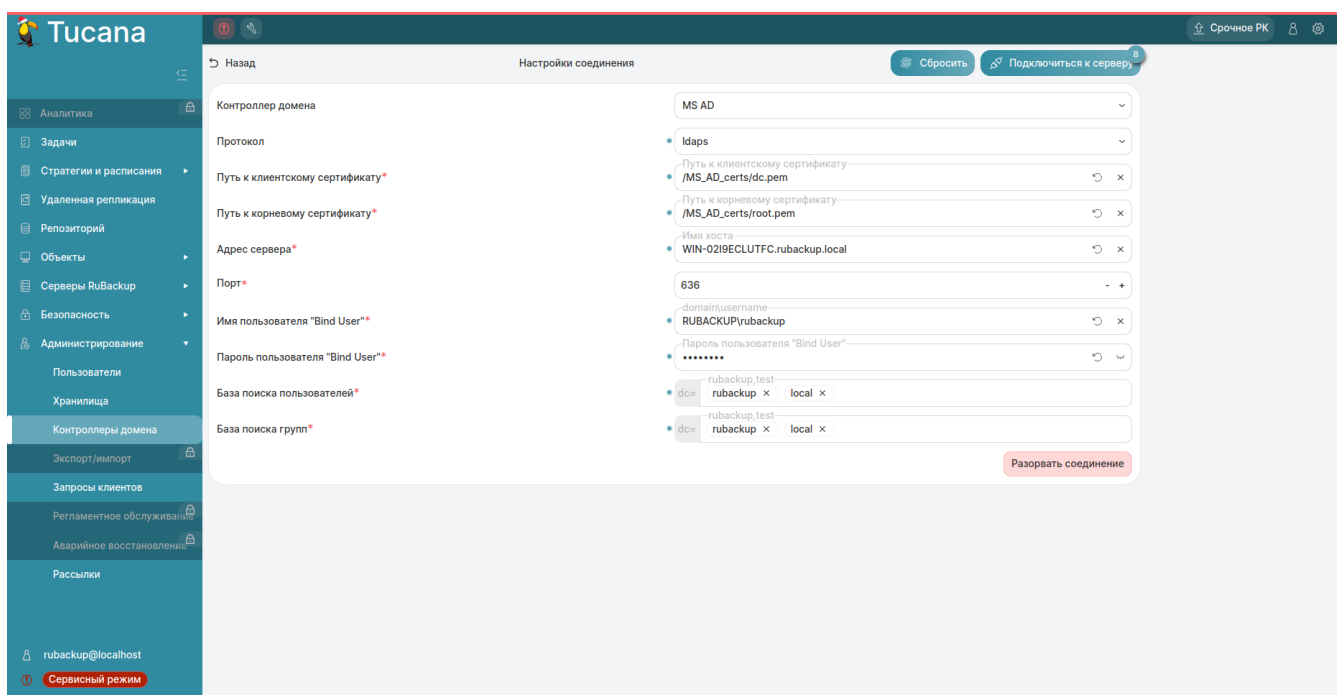 Tucana
Срочное РК
Назад
Настройки соединения
Сбросить
Подключиться к серверу
8
Аналитика
Задачи
Стратегии и расписания
Удаленная репликация
Репозиторий
Объекты
Серверы RuBackup
Безопасность
Администрирование
Пользователи
Хранилища
Контроллеры домена
Экспорт/импорт
Запросы клиентов
Регламентное обслуживание
Аварийное восстановление
Рассылки
rubackup@localhost
Сервисный режим
Контроллер домена
MS AD
Протокол
ldaps
Путь к клиентскому сертификату*
Путь к клиентскому сертификату
/MS_AD_certs/dc.pem
Путь к корневому сертификату*
Путь к корневому сертификату
/MS_AD_certs/root.pem
Адрес сервера*
Имя хоста
WIN-02I9ECLUTFC.rubackup.local
Порт*
636
- +
Имя пользователя "Bind User"*
domain\username
RUBACKUP\rubackup
Пароль пользователя "Bind User"*
Пароль пользователя "Bind User"
••••••••
База поиска пользователей*
rubackup,test
dc= rubackup × local ×
База поиска групп*
rubackup,test
dc= rubackup × local ×
Разорвать соединение